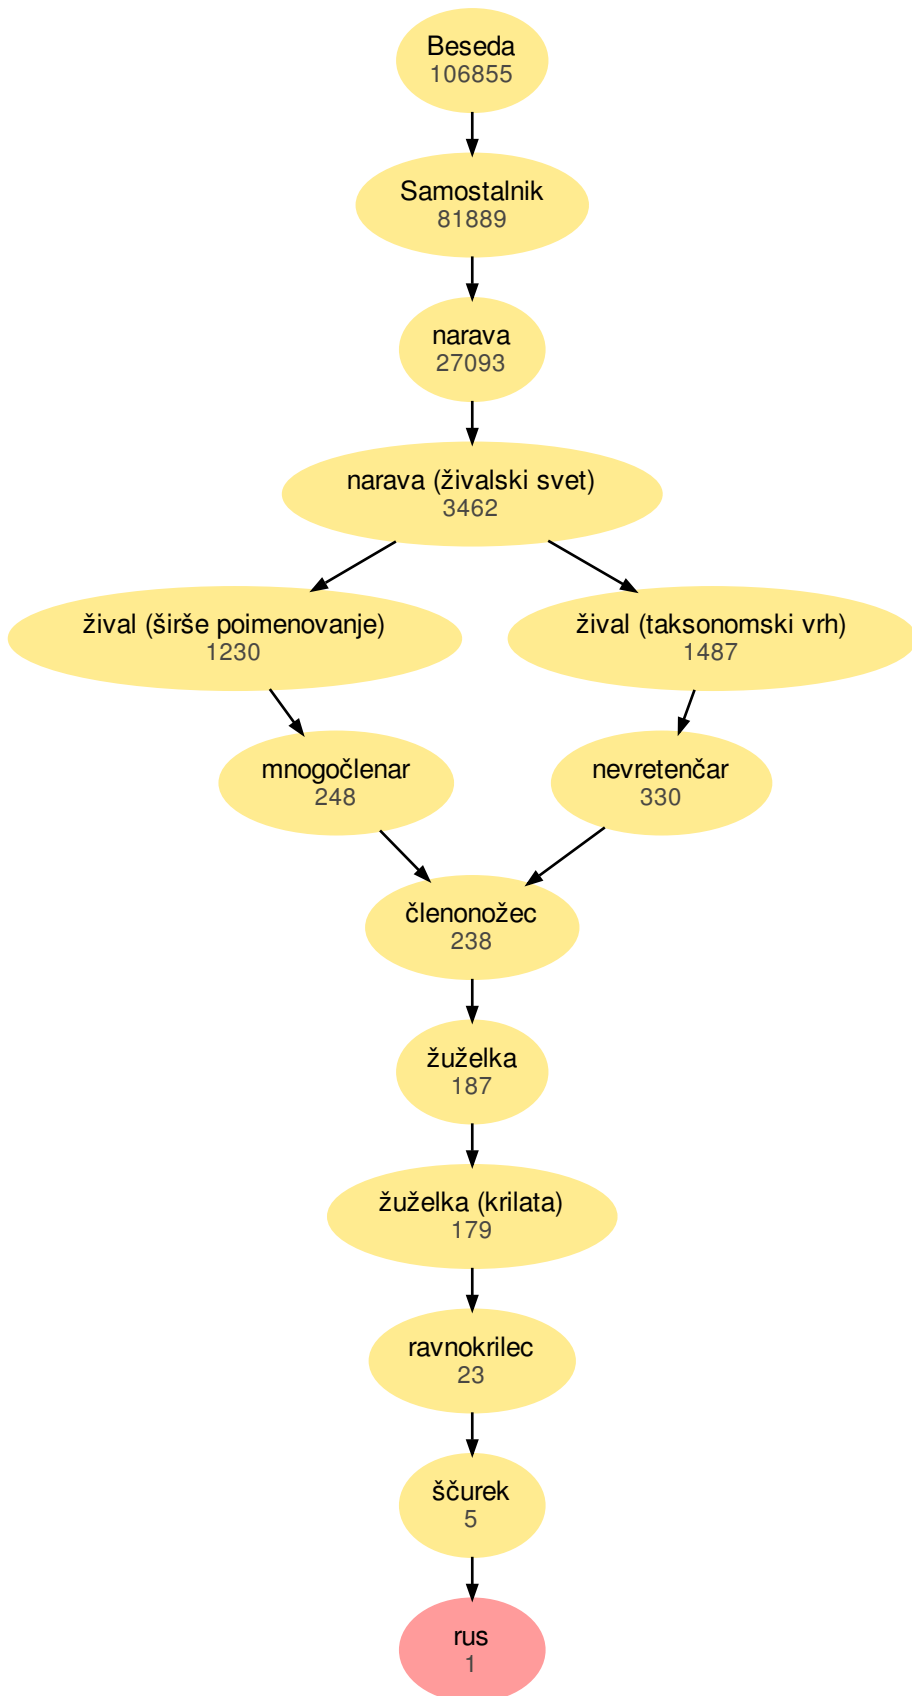 Beseda
106855
Samostalnik
81889
narava
27093
narava (živalski svet)
3462
žival (širše poimenovanje)
1230
žival (taksonomski vrh)
1487
mnogočlenar
248
nevretenčar
330
členonožec
238
žuželka
187
žuželka (krilata)
179
ravnokrilec
23
ščurek
5
rus
1